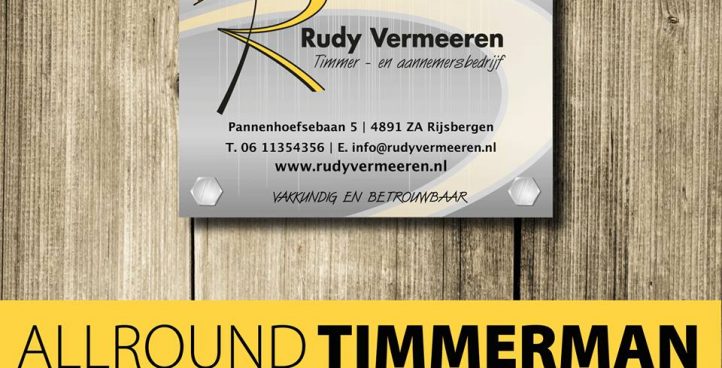 Rudy Vermeeren
Timmer - en aannemersbedrijf
Pannenhoefsebaan 5 | 4891 ZA Rijsbergen
T. 06 11354356 | E. info@rudyvermeeren.nl
www.rudyvermeeren.nl
VAKKUNDIG EN BETROUWBAAR
ALLROUND TIMMERMAN